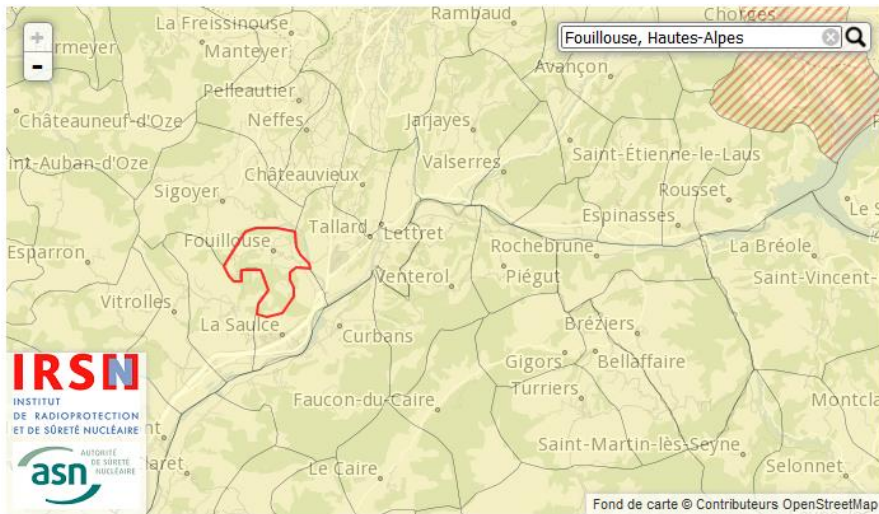 Rambaud
Chorges
La Freissinouse
Fouillouse, Hautes-Alpes
+
-
Manteyer
Avançon
Pelleautier
Châteauneuf-d'Oze
Neffes
Jarjayes
int-Auban-d'Oze
Valserres
Saint-Étienne-le-Laus
Châteauvieux
Sigoyer
Rousset
Tallard
Lettret
Espinasses
Le S
Fouillouse
Rochebrune
La Bréole
Esparron
Venterol
Piégut
Saint-Vincent-
Vitrolles
La Saulce
Curbans
Bréziers
IRSN
INSTITUT
DE RADIOPROTECTION
ET DE SÛRETÉ NUCLÉAIRE
Gigors
Bellaffaire
Turriers
Faucon-du-Caire
Montcla
Saint-Martin-lès-Seyne
asn
AUTORITÉ
DE SÛRETÉ
NUCLÉAIRE
Le Caire
Selonnet
Fond de carte © Contributeurs OpenStreetMap